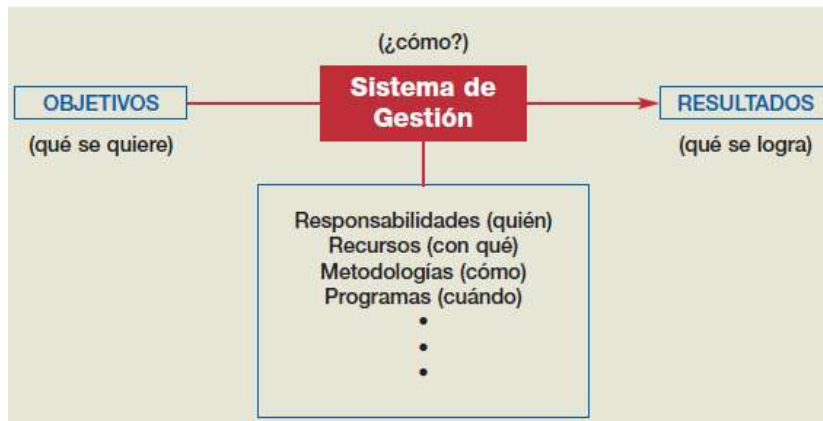 (¿cómo?)
OBJETIVOS
Sistema de
Gestión
RESULTADOS
(qué se quiere)
(qué se logra)
Responsabilidades (quién)
Recursos (con qué)
Metodologías (cómo)
Programas (cuándo)
•
•
•